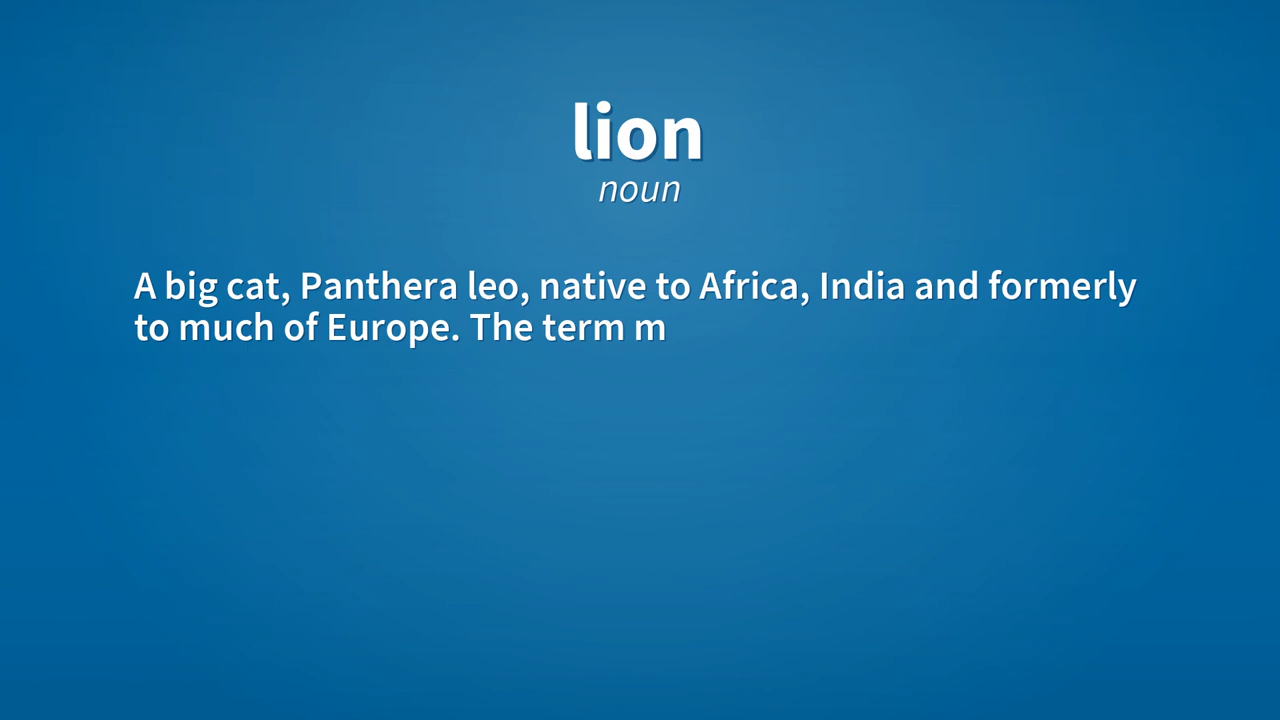 lion
noun
A big cat, Panthera leo, native to Africa, India and formerly
to much of Europe. The term m